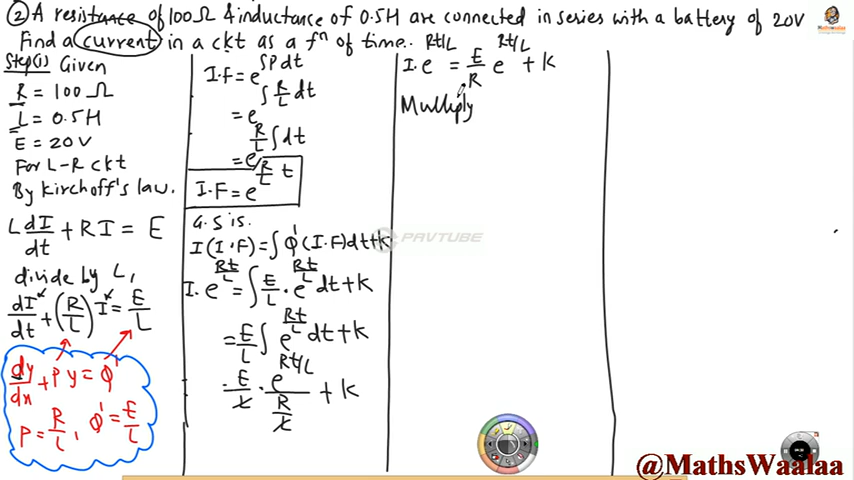 ② A resistance of 100Ω & inductance of 0.5H are connected in series with a battery of 20V
Find a current in a ckt as a fⁿ of time..
Step(i) Given
R = 100 Ω
L = 0.5H
E = 20V
For L-R ckt
By Kirchoff's law.
L dI/dt + RI = E
divide by L,
dI/dt + (R/L) I = E/L
dy/dx + Py = Φ'
P = R/L, Φ' = E/L
I.F = e^∫Pdt
= e^∫R/L dt
= e^R/L ∫dt
I.F = e^R/L t
G.S is.
I(I.F) = ∫Φ'(I.F)dt+k
I. e^Rt/L = ∫ E/L . e^Rt/L dt + k
= E/L ∫ e^Rt/L dt + k
= E/L . e^Rt/L / R/L + k
I. e^Rt/L = E/R e^Rt/L + k
Multiply
PAVTUBE
MathsWaalaa
@MathsWaalaa